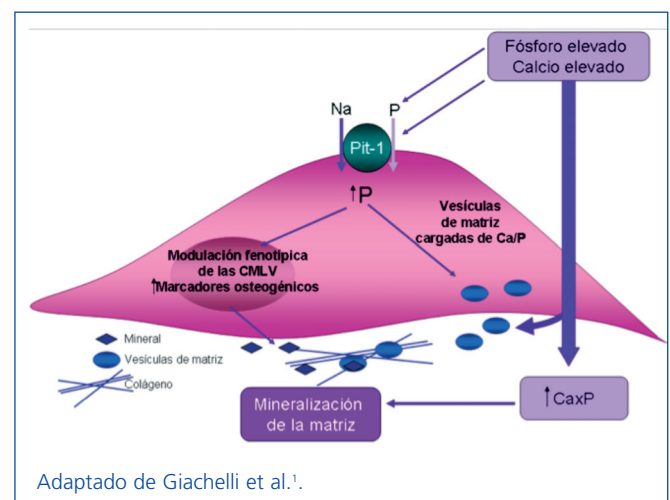 Fósforo elevado
Calcio elevado
Na
P
Pit-1
↑P
Vesículas
de matriz
cargadas de Ca/P
Modulación fenotípica
de las CMLV
↑Marcadores osteogénicos
Mineral
Vesículas de matriz
Colágeno
Mineralización
de la matriz
↑CaxP
Adaptado de Giachelli et al.¹.